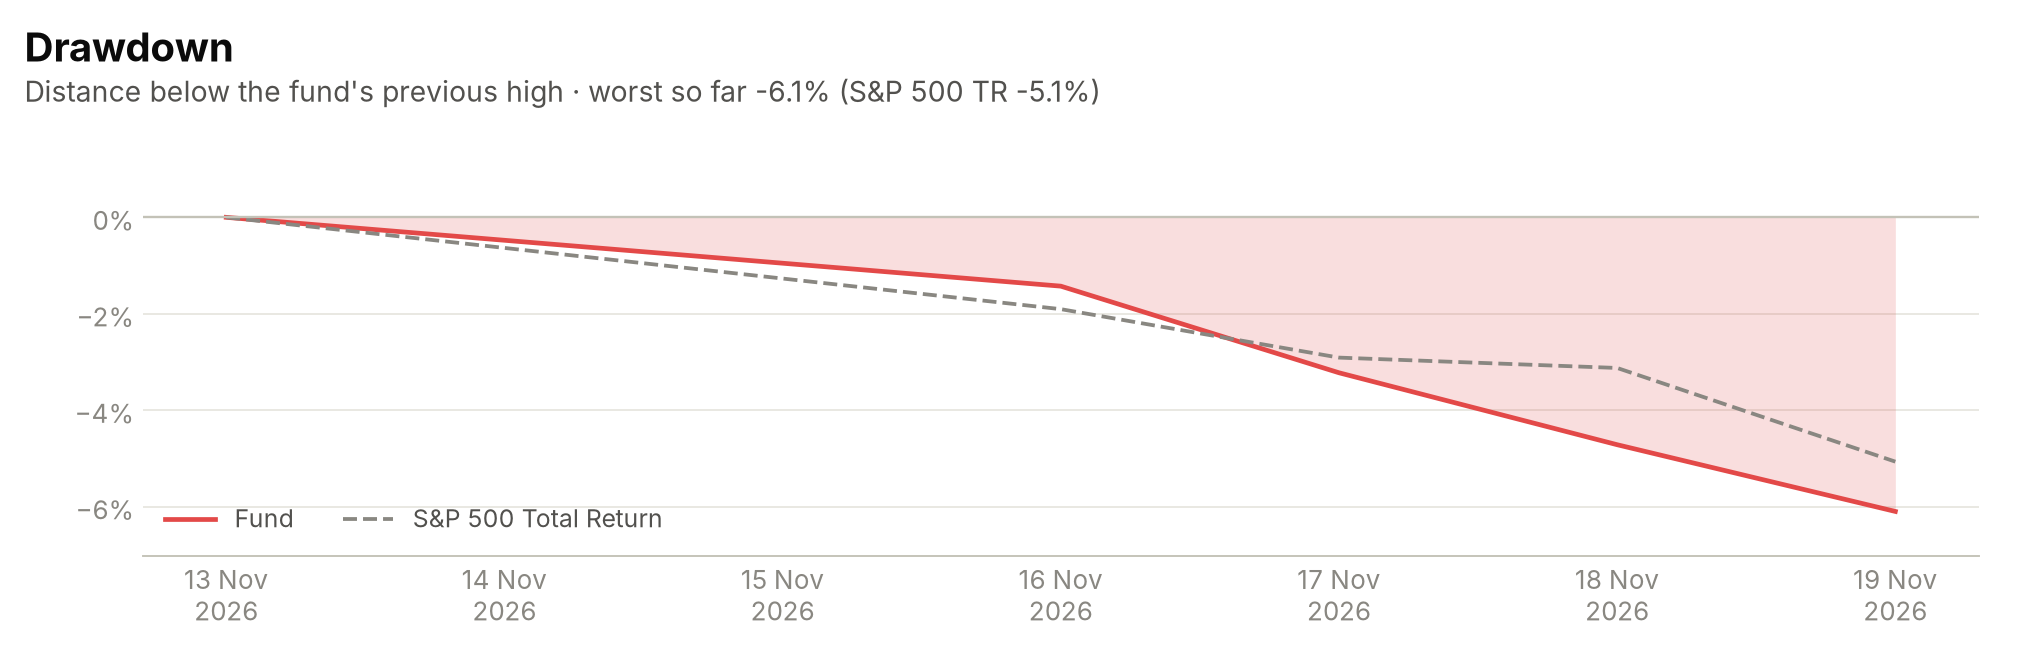 Drawdown
Distance below the fund's previous high · worst so far -6.1% (S&P 500 TR -5.1%)
0%
−2%
−4%
−6%
Fund
S&P 500 Total Return
13 Nov
2026
14 Nov
2026
15 Nov
2026
16 Nov
2026
17 Nov
2026
18 Nov
2026
19 Nov
2026